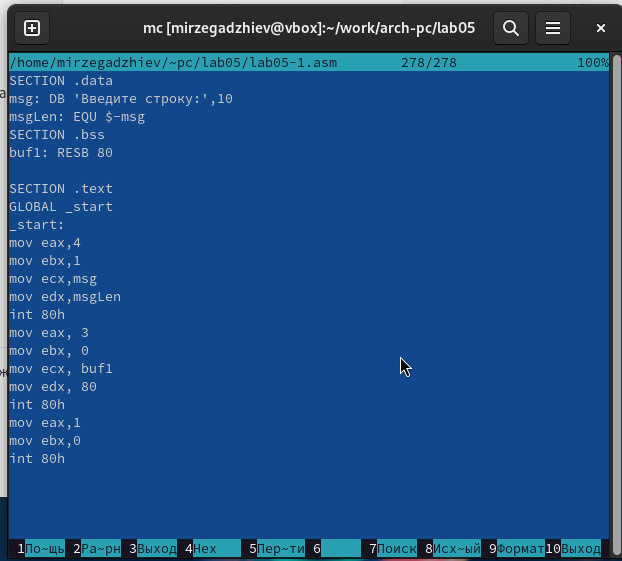 mc [mirzegadzhiev@vbox]:~/work/arch-pc/lab05
/home/mirzegadzhiev/~pc/lab05/lab05-1.asm 278/278 100%
SECTION .data
msg: DB 'Введите строку:',10
msgLen: EQU $-msg
SECTION .bss
buf1: RESB 80
SECTION .text
GLOBAL _start
_start:
mov eax,4
mov ebx,1
mov ecx,msg
mov edx,msgLen
int 80h
mov eax, 3
mov ebx, 0
mov ecx, buf1
mov edx, 80
int 80h
mov eax,1
mov ebx,0
int 80h
1По~щь 2Ра~рн 3Выход 4Hex 5Пер~ти 6 7Поиск 8Исх~ый 9Формат10Выход